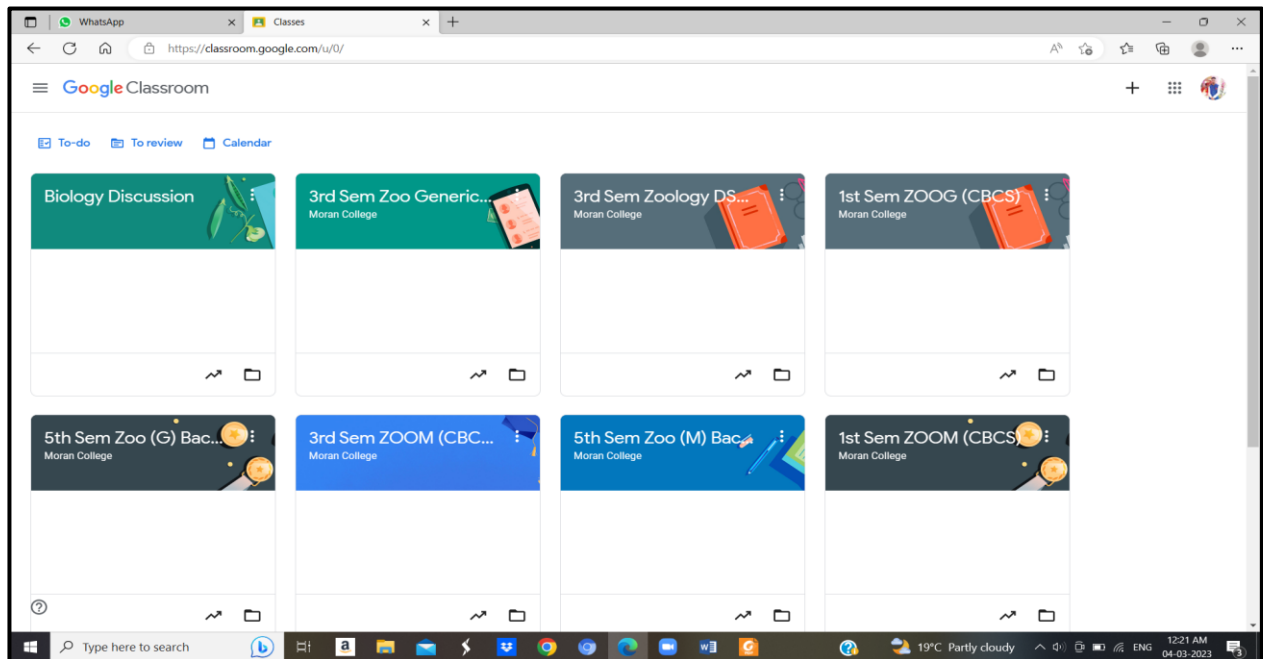 WhatsApp
Classes
https://classroom.google.com/u/0/
Google Classroom
To-do To review Calendar
Biology Discussion
3rd Sem Zoo Generic...
Moran College
3rd Sem Zoology DS...
Moran College
1st Sem ZOOG (CBCS)
Moran College
5th Sem Zoo (G) Bac...
Moran College
3rd Sem ZOOM (CBC...
Moran College
5th Sem Zoo (M) Bac...
Moran College
1st Sem ZOOM (CBCS)
Moran College
Type here to search
19°C Partly cloudy
ENG
12:21 AM
04-03-2023
3